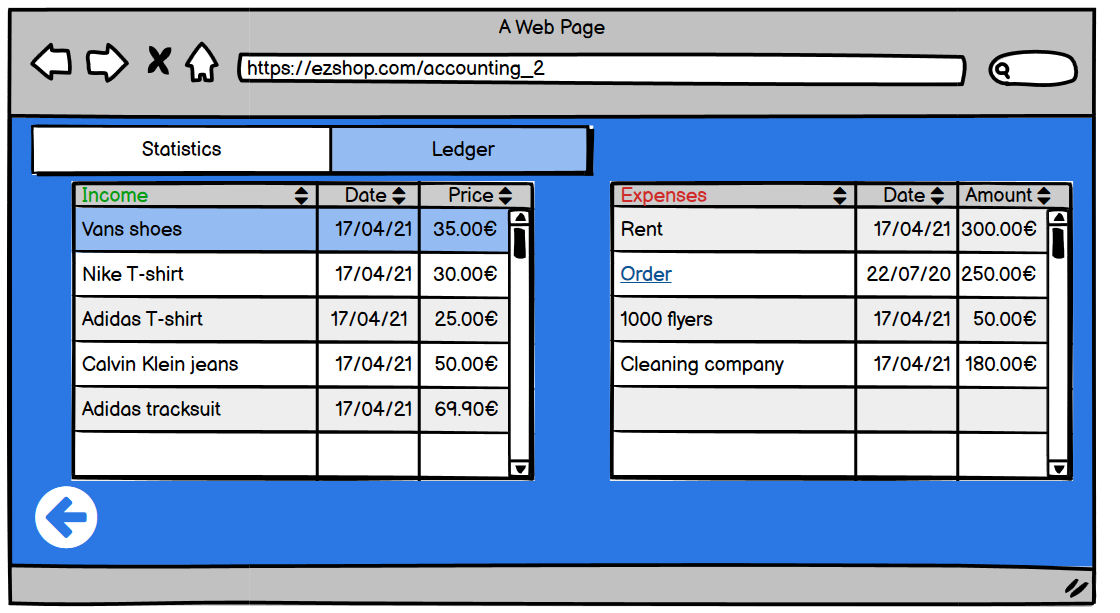 A Web Page
https://ezshop.com/accounting_2
Statistics Ledger
Income Date Price
Vans shoes 17/04/21 35.00€
Nike T-shirt 17/04/21 30.00€
Adidas T-shirt 17/04/21 25.00€
Calvin Klein jeans 17/04/21 50.00€
Adidas tracksuit 17/04/21 69.90€
Expenses Date Amount
Rent 17/04/21 300.00€
Order 22/07/20 250.00€
1000 flyers 17/04/21 50.00€
Cleaning company 17/04/21 180.00€